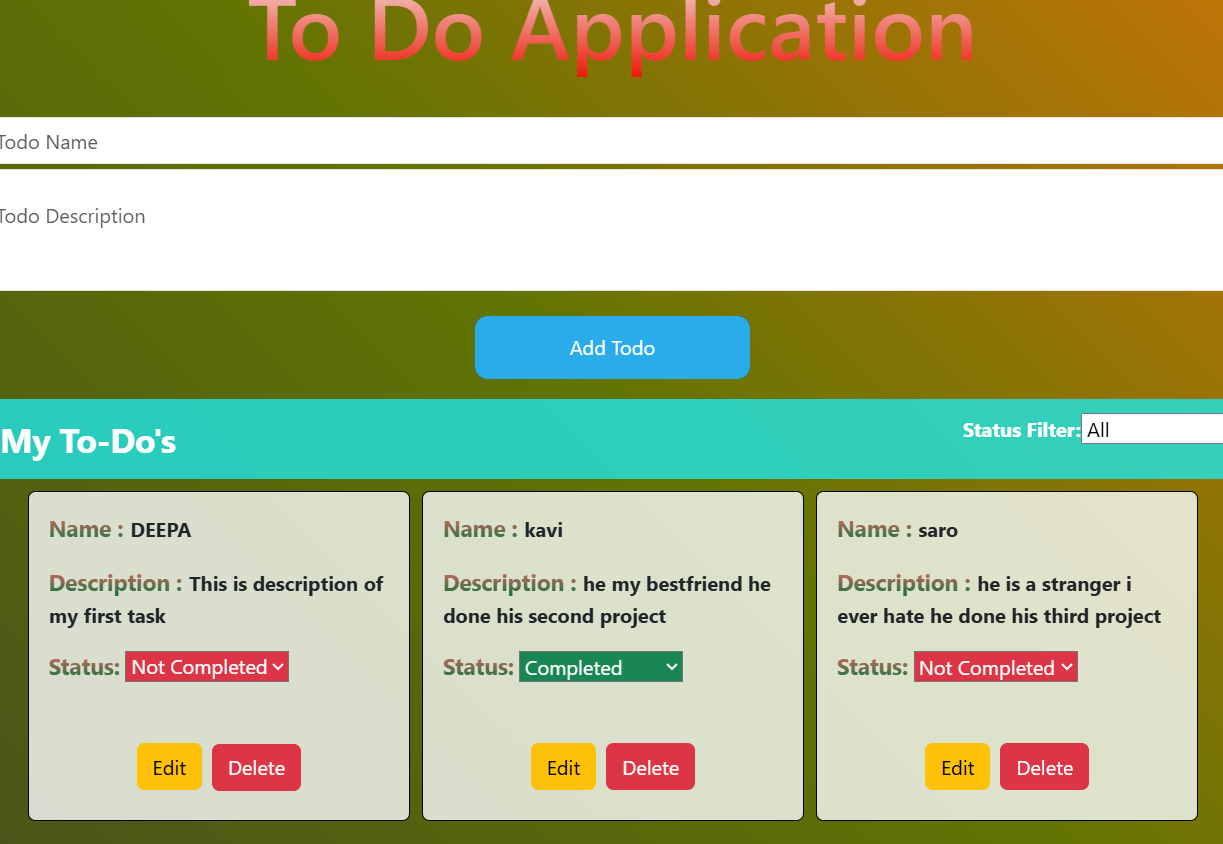 To Do Application
Todo Name
Todo Description
Add Todo
My To-Do's
Status Filter: All
Name : DEEPA
Description : This is description of
my first task
Status: Not Completed
Edit Delete
Name : kavi
Description : he my bestfriend he
done his second project
Status: Completed
Edit Delete
Name : saro
Description : he is a stranger i
ever hate he done his third project
Status: Not Completed
Edit Delete